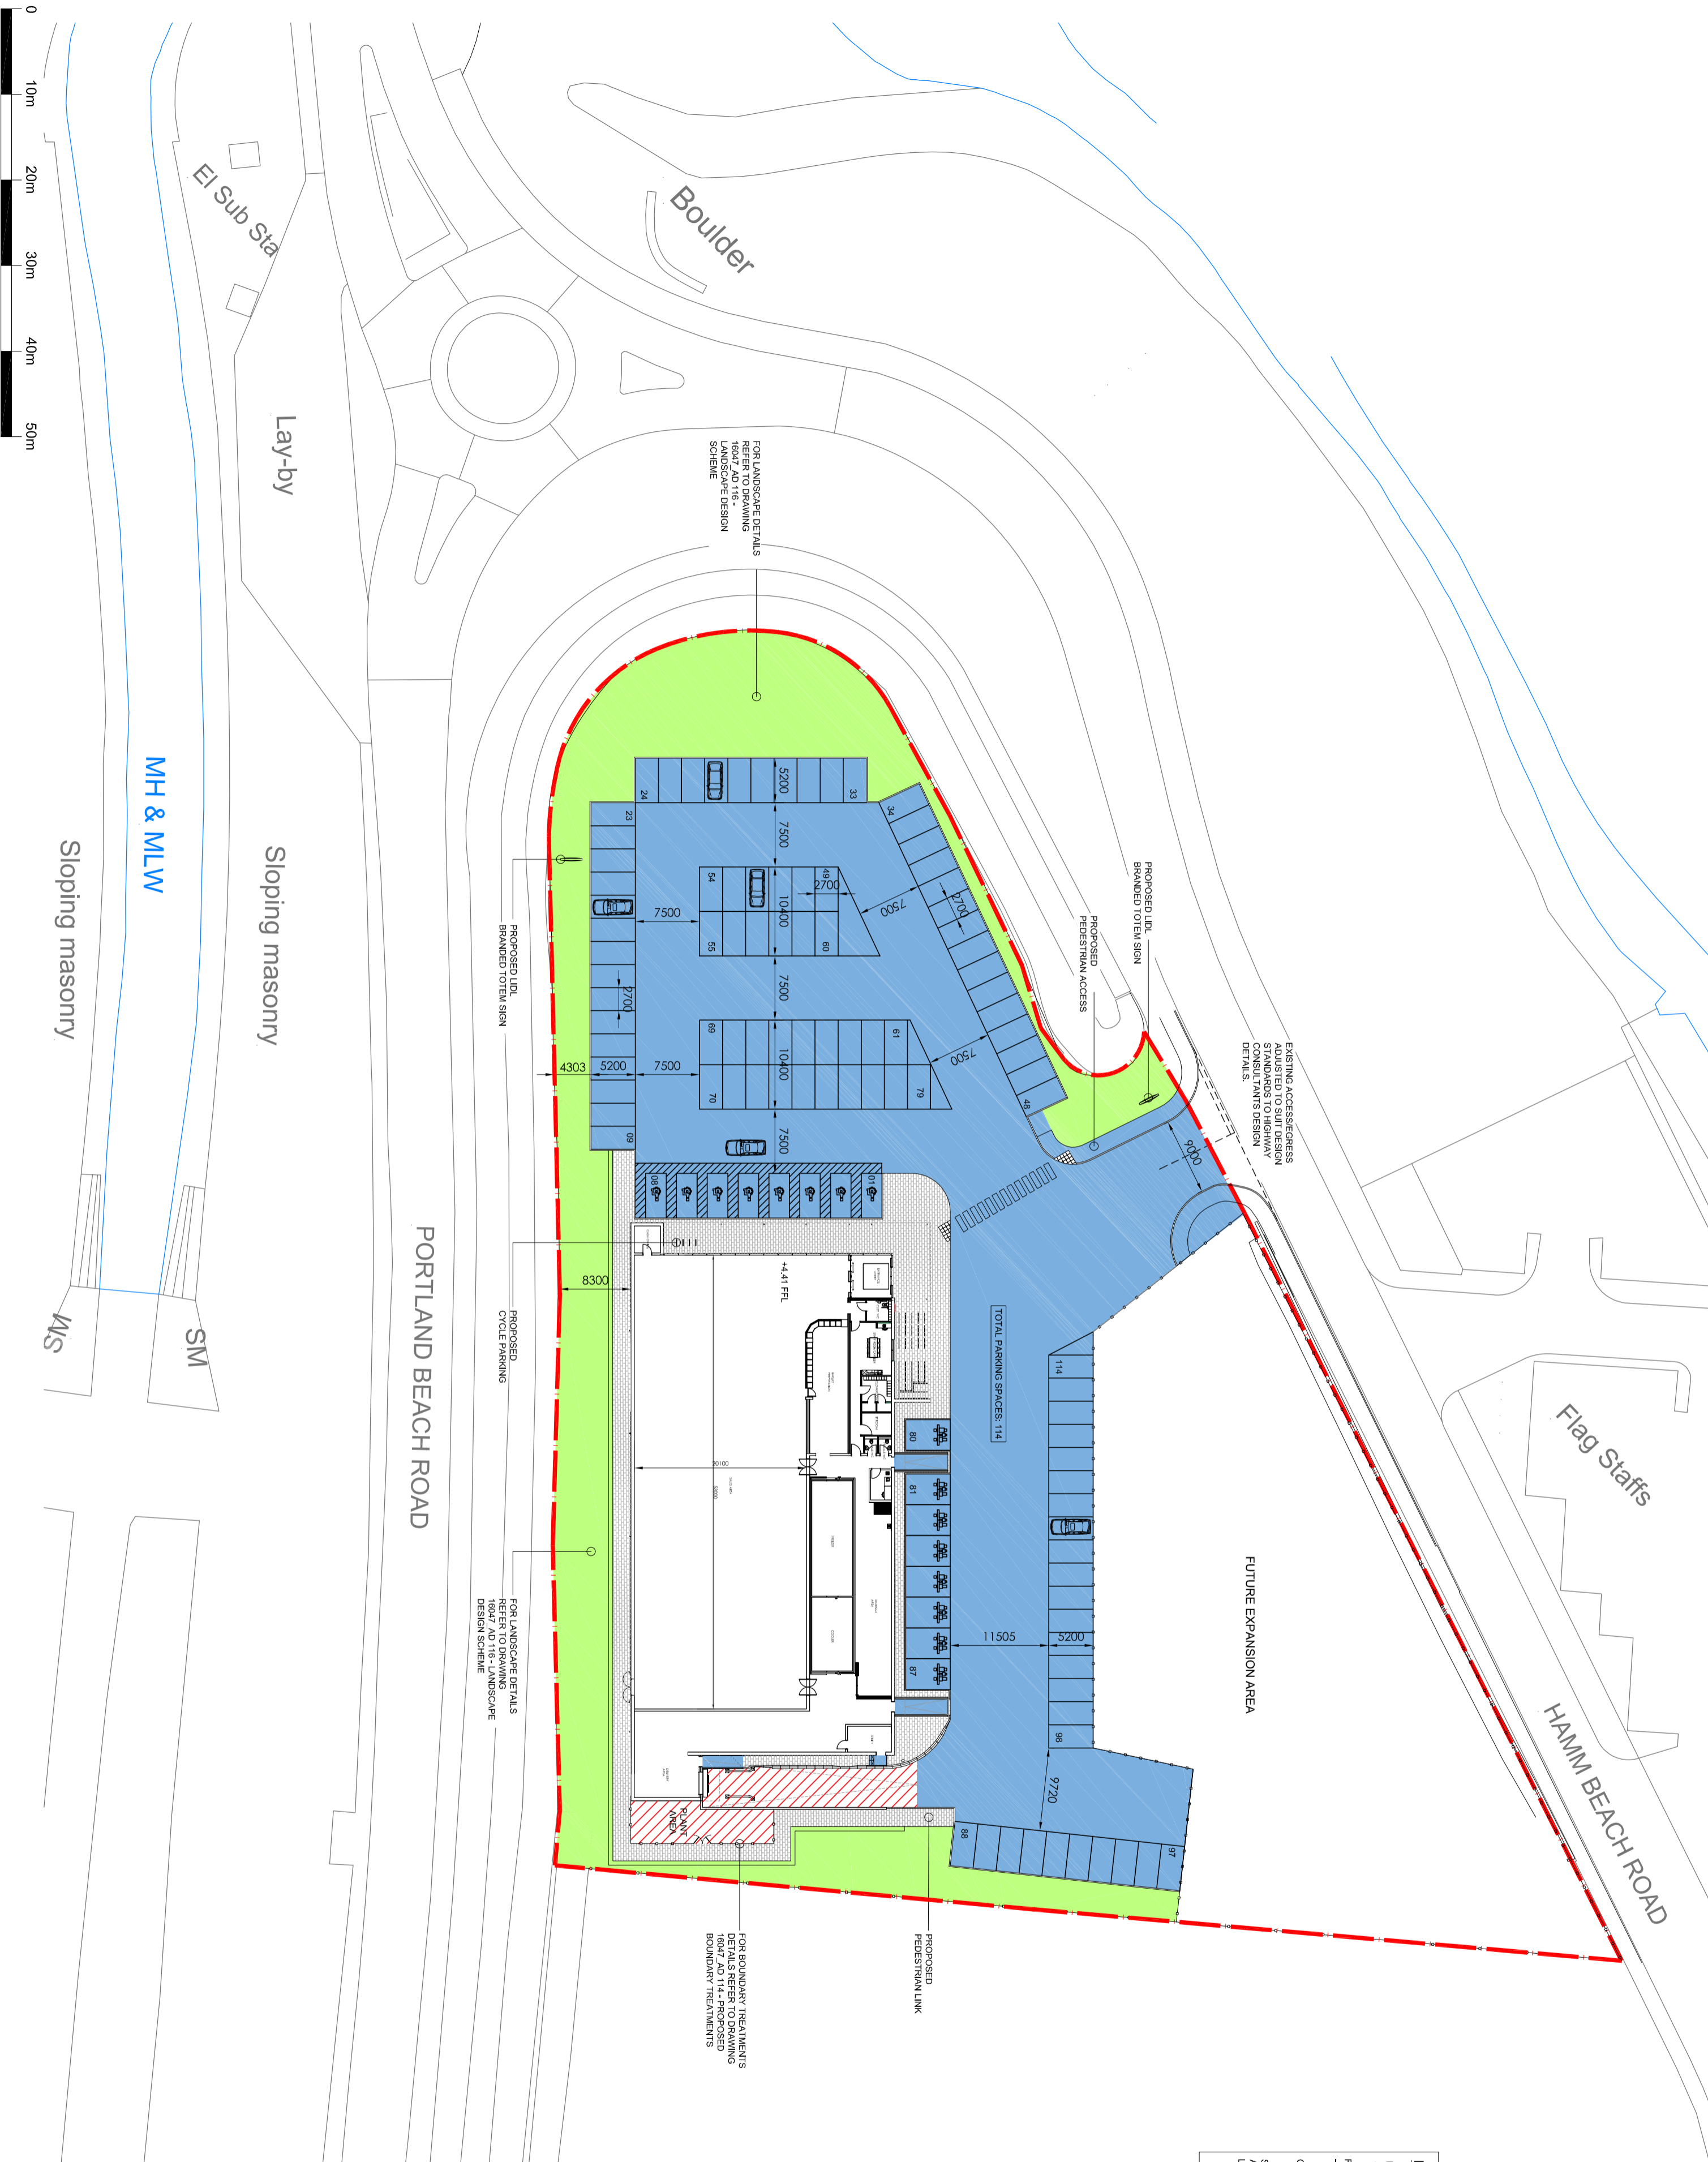 0
10m
20m
30m
40m
50m
El Sub Sta
Boulder
Lay-by
MH & MLW
Sloping masonry
Sloping masonry
SM
SM
PORTLAND BEACH ROAD
HAMM BEACH ROAD
Flag Staffs
FOR LANDSCAPE DETAILS
REFER TO DRAWING
16047_AD 116 -
LANDSCAPE DESIGN
SCHEME
PROPOSED LIDL
BRANDED TOTEM SIGN
PROPOSED
PEDESTRIAN ACCESS
EXISTING ACCESS/EGRESS
ADJUSTED TO SUIT DESIGN
STANDARDS TO HIGHWAY
CONSULTANTS DESIGN
DETAILS.
PROPOSED LIDL
BRANDED TOTEM SIGN
PROPOSED
CYCLE PARKING
FOR LANDSCAPE DETAILS
REFER TO DRAWING
16047_AD 116 - LANDSCAPE
DESIGN SCHEME
FUTURE EXPANSION AREA
TOTAL PARKING SPACES: 114
+4.41 FFL
PLANT
AREA
PROPOSED
PEDESTRIAN LINK
FOR BOUNDARY TREATMENTS
DETAILS REFER TO DRAWING
16047_AD 114 - PROPOSED
BOUNDARY TREATMENTS
24
33
34
23
5200
7500
49
2700
54
10400
55
60
7500
2700
7500
7500
2700
69
61
10400
7500
70
79
48
4303
5200
7500
09
7500
08
01
9000
8300
114
80
81
87
20100
11505
5200
98
9720
88
97